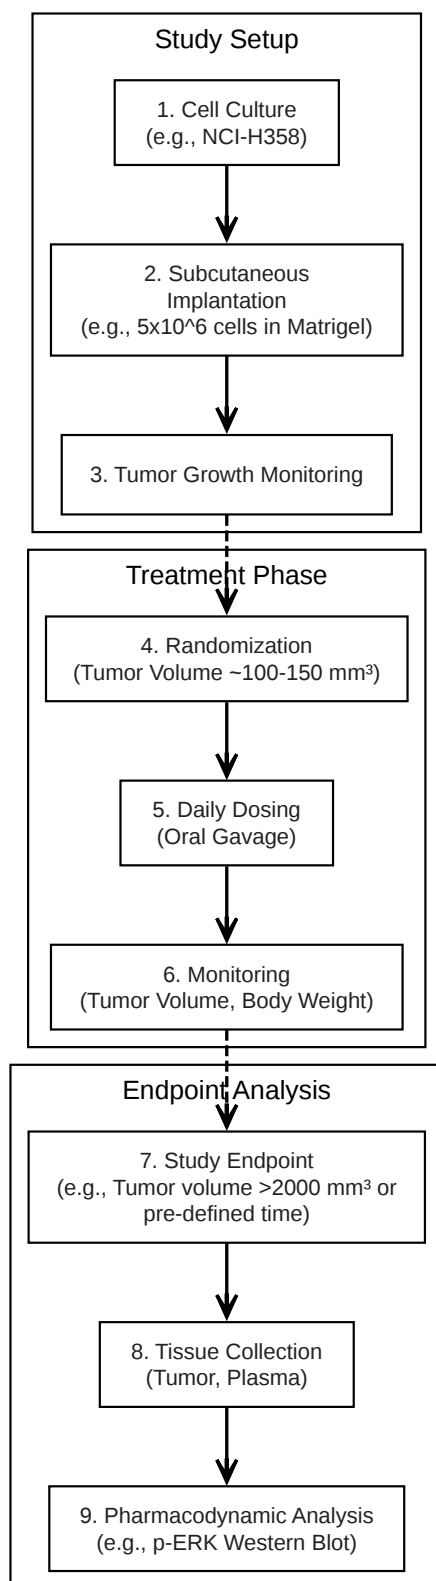 Study Setup
1. Cell Culture
(e.g., NCI-H358)
2. Subcutaneous
Implantation
(e.g., 5x10^6 cells in Matrigel)
3. Tumor Growth Monitoring
Treatment Phase
4. Randomization
(Tumor Volume ~100-150 mm³)
5. Daily Dosing
(Oral Gavage)
6. Monitoring
(Tumor Volume, Body Weight)
Endpoint Analysis
7. Study Endpoint
(e.g., Tumor volume >2000 mm³ or
pre-defined time)
8. Tissue Collection
(Tumor, Plasma)
9. Pharmacodynamic Analysis
(e.g., p-ERK Western Blot)